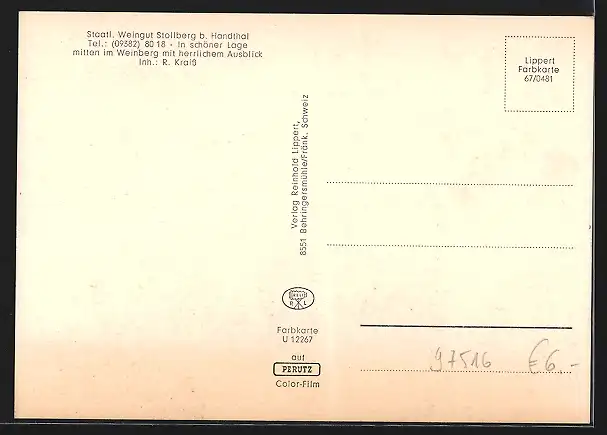 Staatl. Weingut Stollberg b. Handthal
Tel.: (09382) 80 18 · In schöner Lage
mitten im Weinberg mit herrlichem Ausblick
Inh.: R. Kraiß
Lippert
Farbkarte
67/0481
Verlag Reinhold Lippert,
8551 Behringersmühle/Fränk. Schweiz
R L
Farbkarte
U 12267
auf
PERUTZ
Color-Film
97516 €6,-